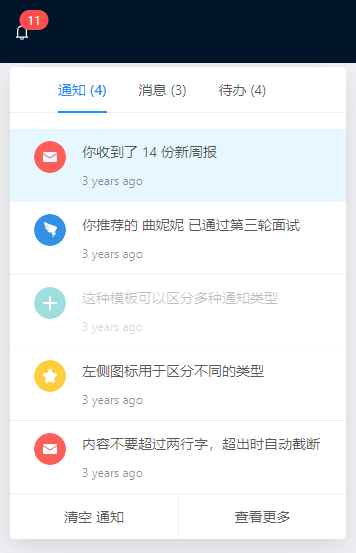 11
通知 (4) 消息 (3) 待办 (4)
你收到了 14 份新周报
3 years ago
你推荐的 曲妮妮 已通过第三轮面试
3 years ago
这种模板可以区分多种通知类型
3 years ago
左侧图标用于区分不同的类型
3 years ago
内容不要超过两行字，超出时自动截断
3 years ago
清空 通知 查看更多